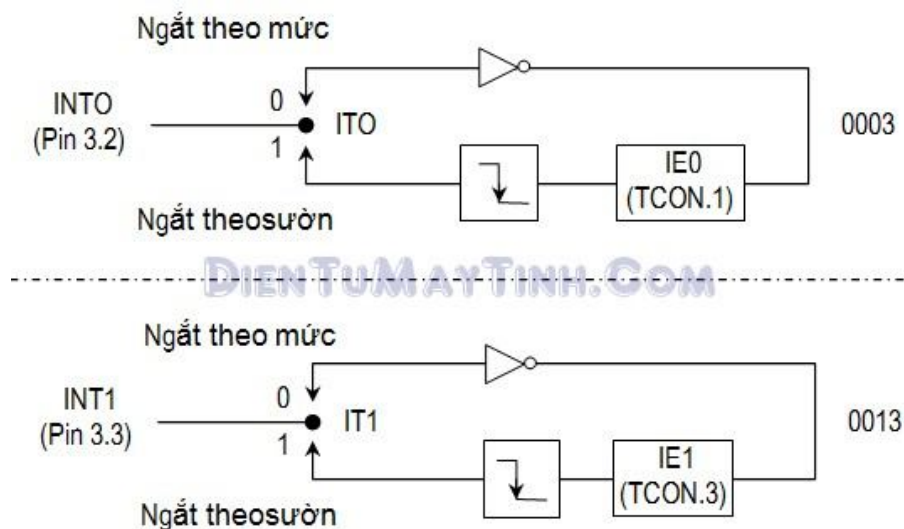 Ngắt theo mức
INTO
(Pin 3.2)
0
1
ITO
IE0
(TCON.1)
0003
Ngắt theosườn
DIENTUMAYTINH.COM
Ngắt theo mức
INT1
(Pin 3.3)
0
1
IT1
IE1
(TCON.3)
0013
Ngắt theosườn